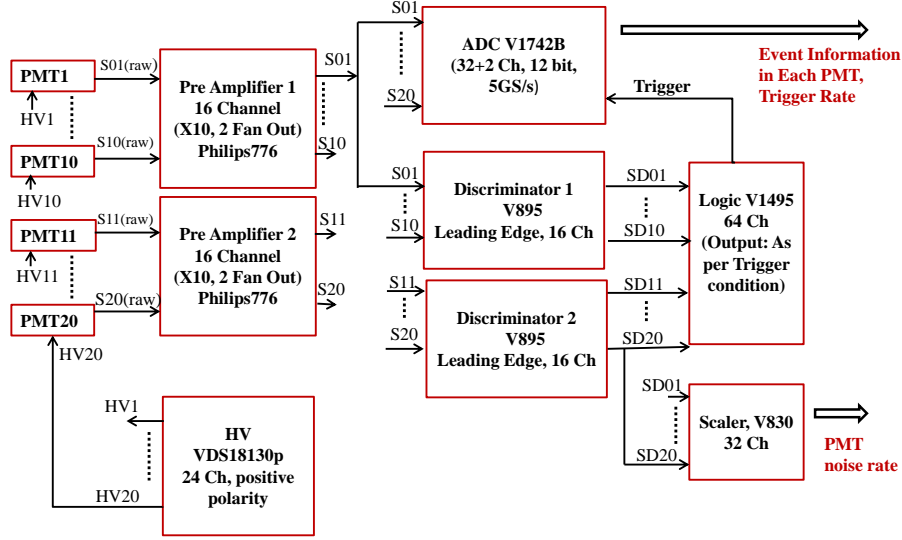 PMT1
S01(raw)
HV1
PMT10
S10(raw)
HV10
PMT11
S11(raw)
HV11
PMT20
S20(raw)
HV20
Pre Amplifier 1
16 Channel
(X10, 2 Fan Out)
Philips776
S01
S10
Pre Amplifier 2
16 Channel
(X10, 2 Fan Out)
Philips776
S11
S20
HV
VDS18130p
24 Ch, positive
polarity
HV1
HV20
S01
S20
ADC V1742B
(32+2 Ch, 12 bit,
5GS/s)
Event Information
in Each PMT,
Trigger Rate
Trigger
S01
S10
Discriminator 1
V895
Leading Edge, 16 Ch
SD01
SD10
S11
S20
Discriminator 2
V895
Leading Edge, 16 Ch
SD11
SD20
Logic V1495
64 Ch
(Output: As
per Trigger
condition)
SD01
SD20
Scaler, V830
32 Ch
PMT
noise rate